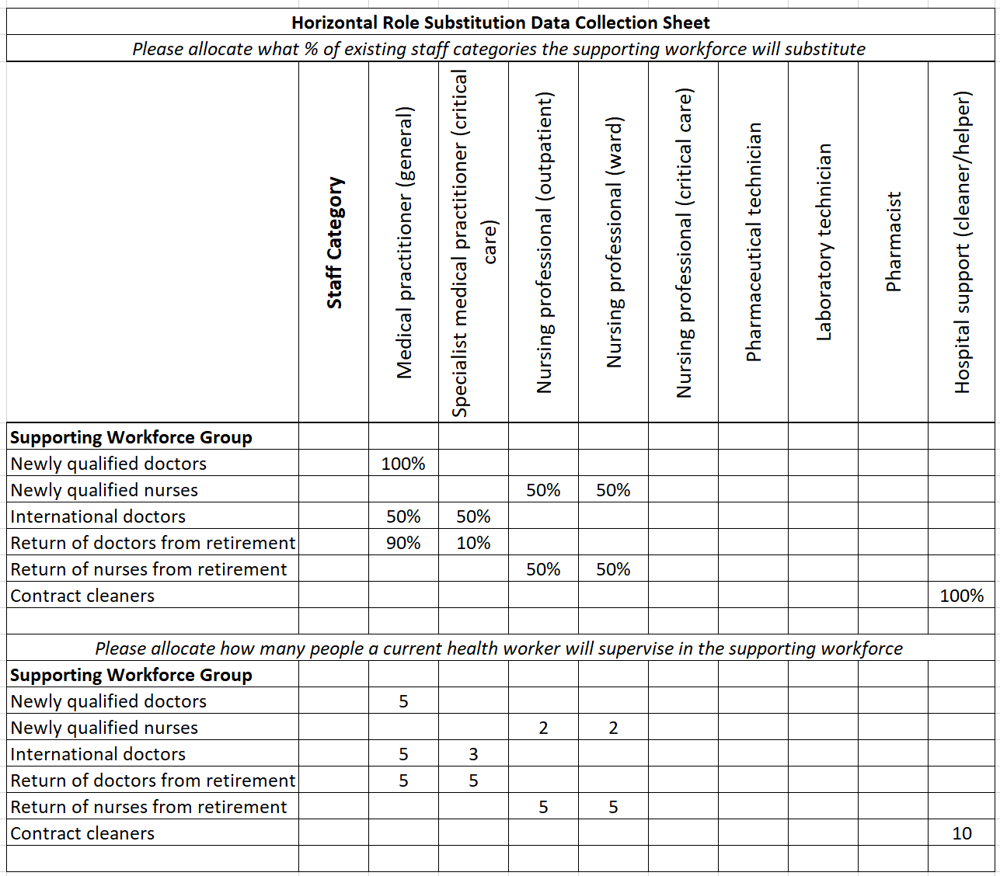 Horizontal Role Substitution Data Collection Sheet
Please allocate what % of existing staff categories the supporting workforce will substitute
Staff Category
Medical practitioner (general)
Specialist medical practitioner (critical
care)
Nursing professional (outpatient)
Nursing professional (ward)
Nursing professional (critical care)
Pharmaceutical technician
Laboratory technician
Pharmacist
Hospital support (cleaner/helper)
Supporting Workforce Group
Newly qualified doctors 100%
Newly qualified nurses 50% 50%
International doctors 50% 50%
Return of doctors from retirement 90% 10%
Return of nurses from retirement 50% 50%
Contract cleaners 100%
Please allocate how many people a current health worker will supervise in the supporting workforce
Supporting Workforce Group
Newly qualified doctors 5
Newly qualified nurses 2 2
International doctors 5 3
Return of doctors from retirement 5 5
Return of nurses from retirement 5 5
Contract cleaners 10